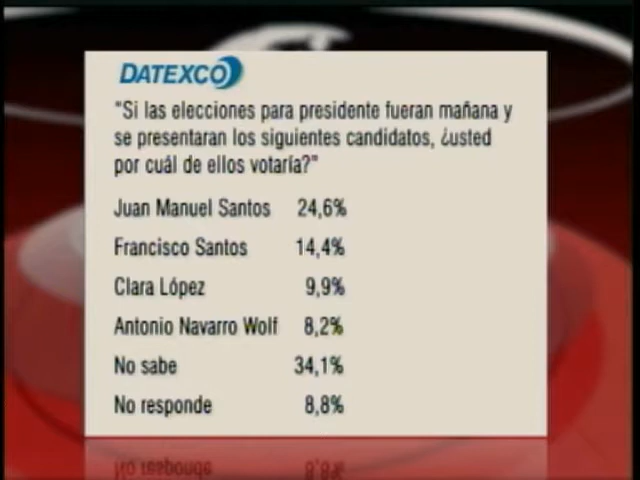 DATEXCO
"Si las elecciones para presidente fueran mañana y
se presentaran los siguientes candidatos, ¿usted
por cuál de ellos votaría?"
Juan Manuel Santos 24,6%
Francisco Santos 14,4%
Clara López 9,9%
Antonio Navarro Wolf 8,2%
No sabe 34,1%
No responde 8,8%